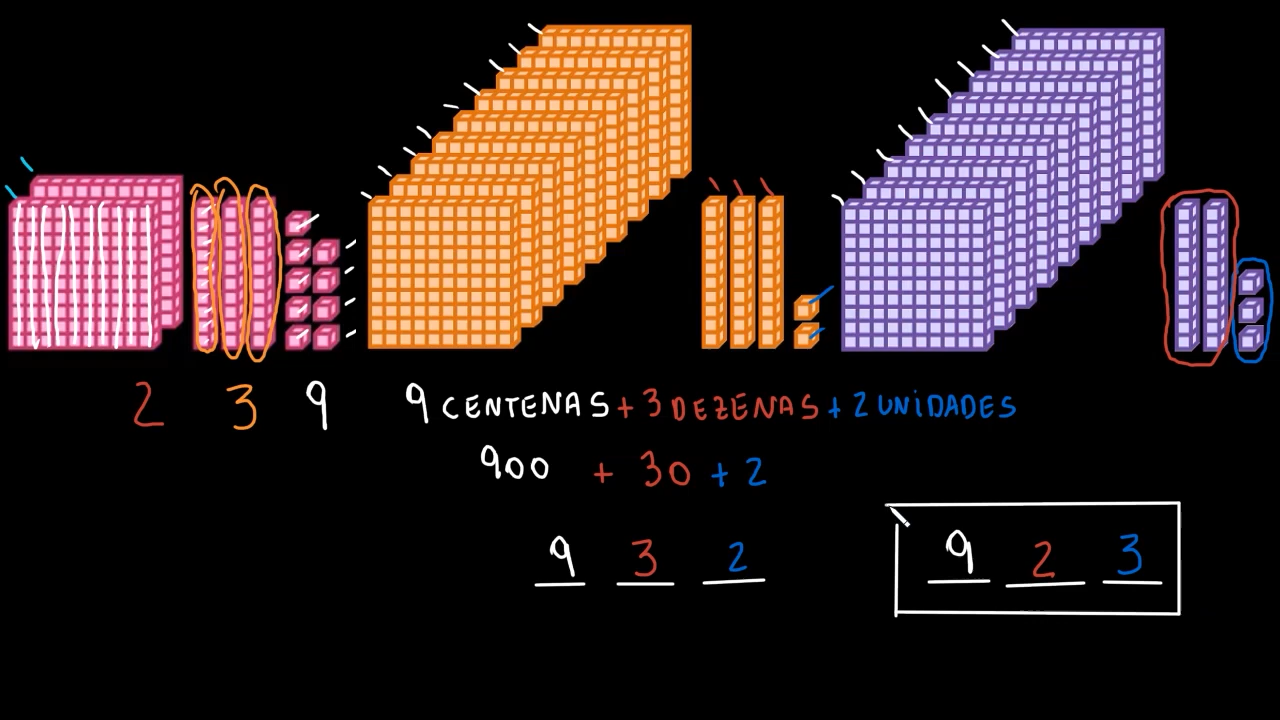 2 3 9 9 CENTENAS + 3 DEZENAS + 2 UNIDADES
900 + 30 + 2
9 3 2 9 2 3